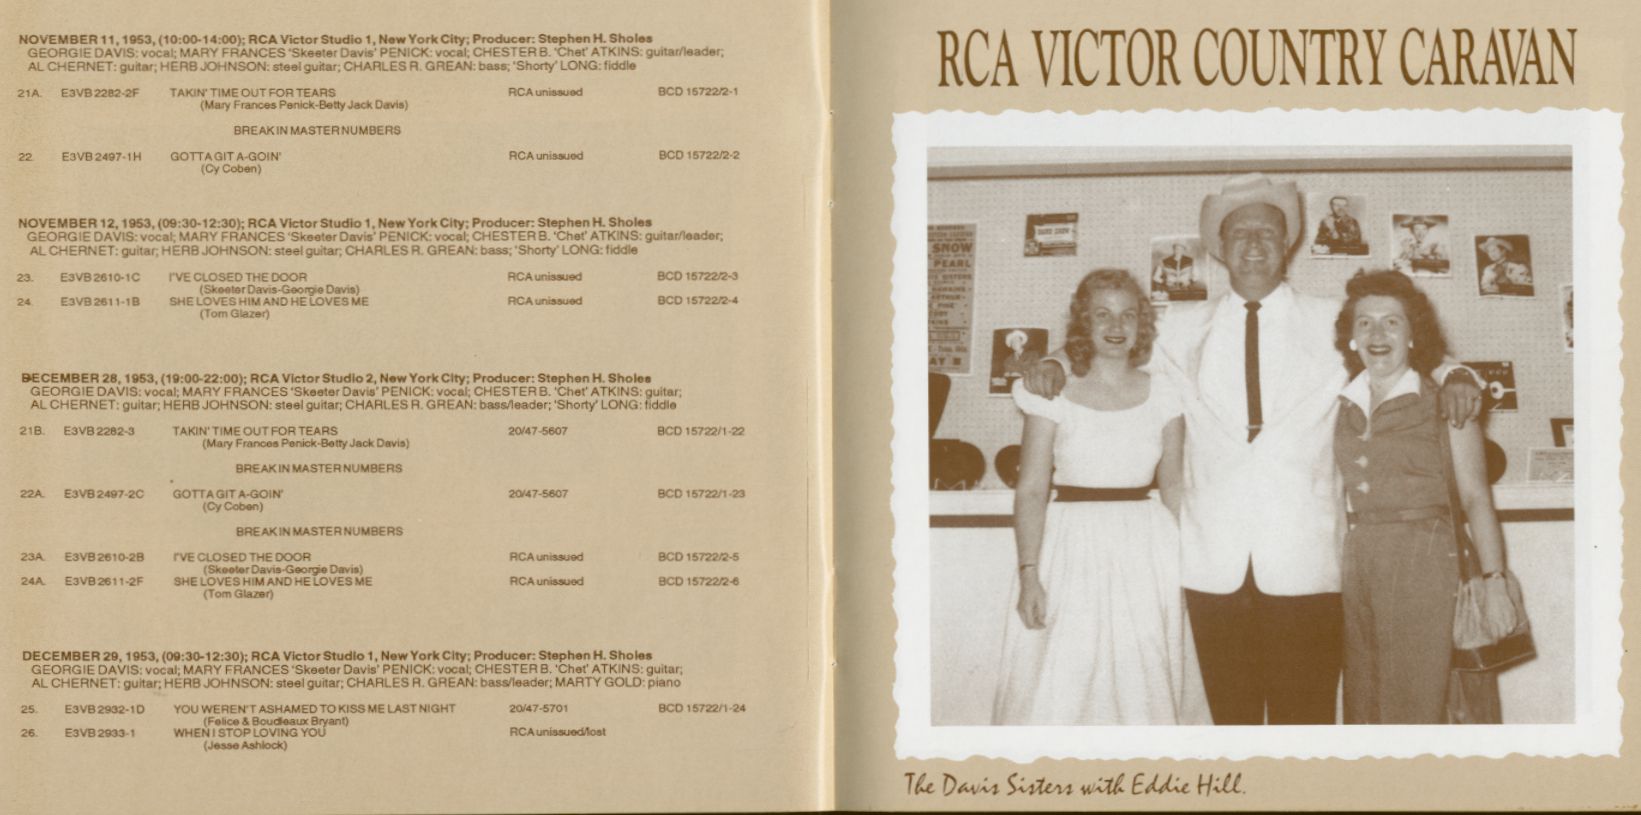 NOVEMBER 11, 1953, (10:00-14:00); RCA Victor Studio 1, New York City; Producer: Stephen H. Sholes
GEORGIE DAVIS: vocal; MARY FRANCES 'Skeeter Davis' PENICK: vocal; CHESTER B. 'Chet' ATKINS: guitar/leader;
AL CHERNET: guitar; HERB JOHNSON: steel guitar; CHARLES R. GREAN: bass; 'Shorty' LONG: fiddle
21A. E3VB 2282-2F TAKIN' TIME OUT FOR TEARS RCA unissued BCD 15722/2-1
(Mary Frances Penick-Betty Jack Davis)
BREAK IN MASTER NUMBERS
22. E3VB 2497-1H GOTTA GIT A-GOIN' RCA unissued BCD 15722/2-2
(Cy Coben)
NOVEMBER 12, 1953, (09:30-12:30); RCA Victor Studio 1, New York City; Producer: Stephen H. Sholes
GEORGIE DAVIS: vocal; MARY FRANCES 'Skeeter Davis' PENICK: vocal; CHESTER B. 'Chet' ATKINS: guitar/leader;
AL CHERNET: guitar; HERB JOHNSON: steel guitar; CHARLES R. GREAN: bass; 'Shorty' LONG: fiddle
23. E3VB 2610-1C I'VE CLOSED THE DOOR RCA unissued BCD 15722/2-3
(Skeeter Davis-Georgie Davis)
24. E3VB 2611-1B SHE LOVES HIM AND HE LOVES ME RCA unissued BCD 15722/2-4
(Tom Glazer)
DECEMBER 28, 1953, (19:00-22:00); RCA Victor Studio 2, New York City; Producer: Stephen H. Sholes
GEORGIE DAVIS: vocal; MARY FRANCES 'Skeeter Davis' PENICK: vocal; CHESTER B. 'Chet' ATKINS: guitar;
AL CHERNET: guitar; HERB JOHNSON: steel guitar; CHARLES R. GREAN: bass/leader; 'Shorty' LONG: fiddle
21B. E3VB 2282-3 TAKIN' TIME OUT FOR TEARS 20/47-5607 BCD 15722/1-22
(Mary Frances Penick-Betty Jack Davis)
BREAK IN MASTER NUMBERS
22A. E3VB 2497-2C GOTTA GIT A-GOIN' 20/47-5607 BCD 15722/1-23
(Cy Coben)
BREAK IN MASTER NUMBERS
23A. E3VB 2610-2B I'VE CLOSED THE DOOR RCA unissued BCD 15722/2-5
(Skeeter Davis-Georgie Davis)
24A. E3VB 2611-2F SHE LOVES HIM AND HE LOVES ME RCA unissued BCD 15722/2-6
(Tom Glazer)
DECEMBER 29, 1953, (09:30-12:30); RCA Victor Studio 1, New York City; Producer: Stephen H. Sholes
GEORGIE DAVIS: vocal; MARY FRANCES 'Skeeter Davis' PENICK: vocal; CHESTER B. 'Chet' ATKINS: guitar;
AL CHERNET: guitar; HERB JOHNSON: steel guitar; CHARLES R. GREAN: bass/leader; MARTY GOLD: piano
25. E3VB 2932-1D YOU WEREN'T ASHAMED TO KISS ME LAST NIGHT 20/47-5701 BCD 15722/1-24
(Felice & Boudleaux Bryant)
26. E3VB 2933-1 WHEN I STOP LOVING YOU RCA unissued/lost
(Jesse Ashlock)
RCA VICTOR COUNTRY CARAVAN
SNOW
PEARL
The Davis Sisters with Eddie Hill.